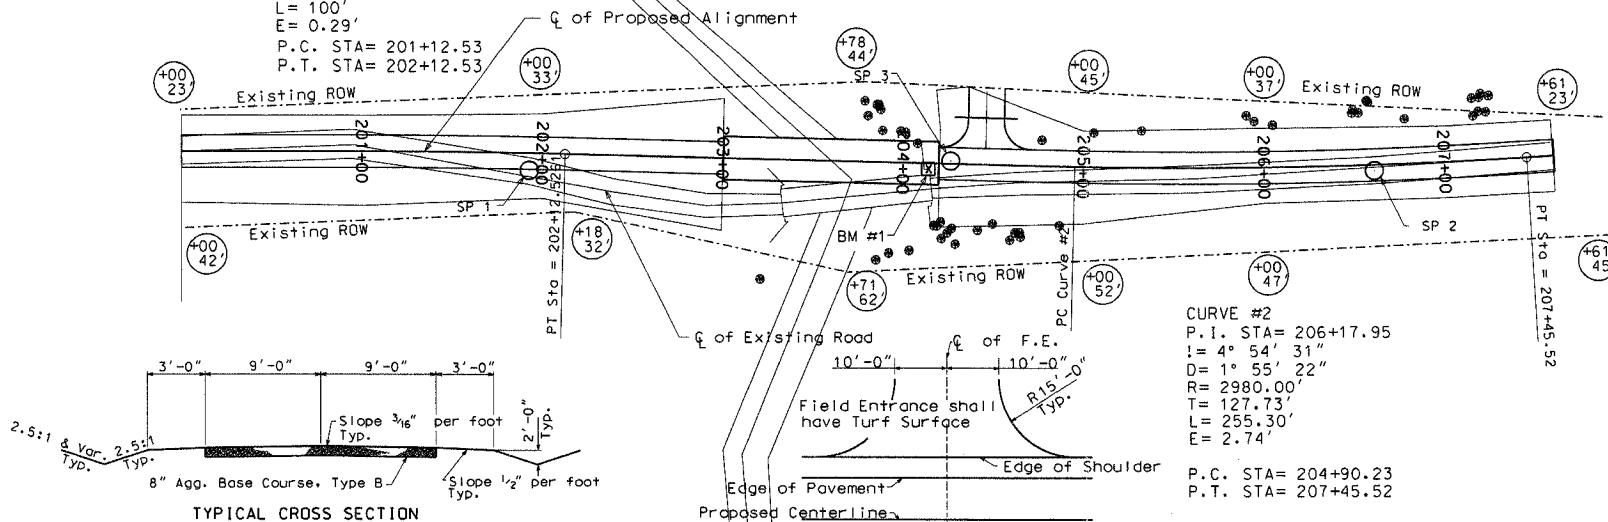 L= 100'
E= 0.29'
P.C. STA= 201+12.53
P.T. STA= 202+12.53
℄ of Proposed Alignment
+00
23'
+00
33'
+78
44'
+00
45'
+00
37'
+61
23'
Existing ROW
Existing ROW
SP 3
201+00
202+00
203+00
204+00
205+00
206+00
207+00
SP 1
SP 2
BM #1
Existing ROW
Existing ROW
+00
42'
+18
32'
+71
62'
+00
52'
+00
47'
+61
45'
PC Curve #2
PT Sta = 207+45.52
℄ of Existing Road
CURVE #2
P.I. STA= 206+17.95
I= 4° 54' 31"
D= 1° 55' 22"
R= 2980.00'
T= 127.73'
L= 255.30'
E= 2.74'
P.C. STA= 204+90.23
P.T. STA= 207+45.52
3'-0" 9'-0" 9'-0" 3'-0"
Slope 3/16" per foot
Typ.
2'-0"
Typ.
2.5:1 & Var. 2.5:1
Typ. Typ.
8" Agg. Base Course, Type B
Slope 1/2" per foot
Typ.
TYPICAL CROSS SECTION
℄ of F.E.
10'-0" 10'-0"
R15'-0"
Typ.
Field Entrance shall
have Turf Surface
Edge of Shoulder
Edge of Pavement
Proposed Centerline